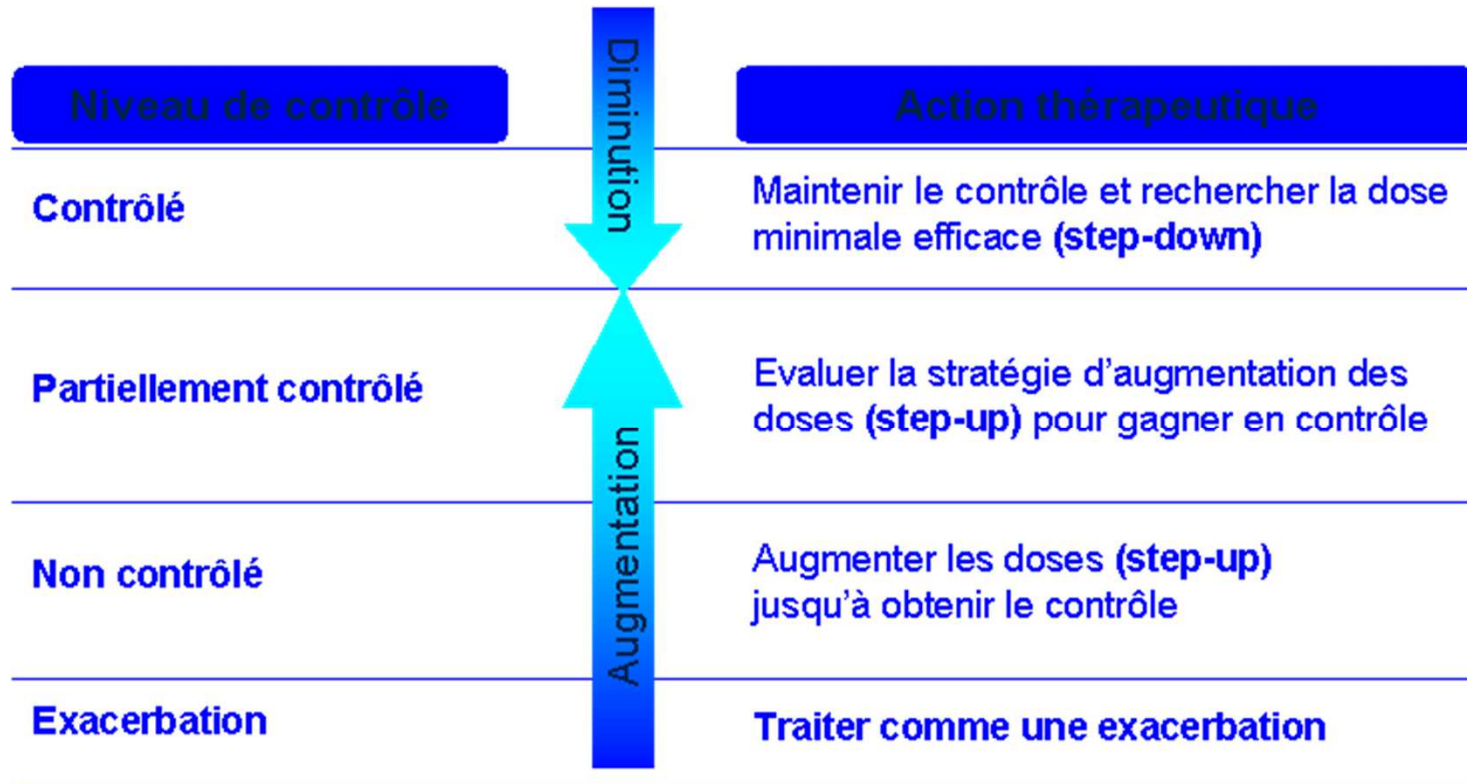 Niveau de contrôle
Diminution
Action thérapeutique
Contrôlé
Maintenir le contrôle et rechercher la dose
minimale efficace (step-down)
Partiellement contrôlé
Evaluer la stratégie d'augmentation des
doses (step-up) pour gagner en contrôle
Augmentation
Non contrôlé
Augmenter les doses (step-up)
jusqu'à obtenir le contrôle
Exacerbation
Traiter comme une exacerbation